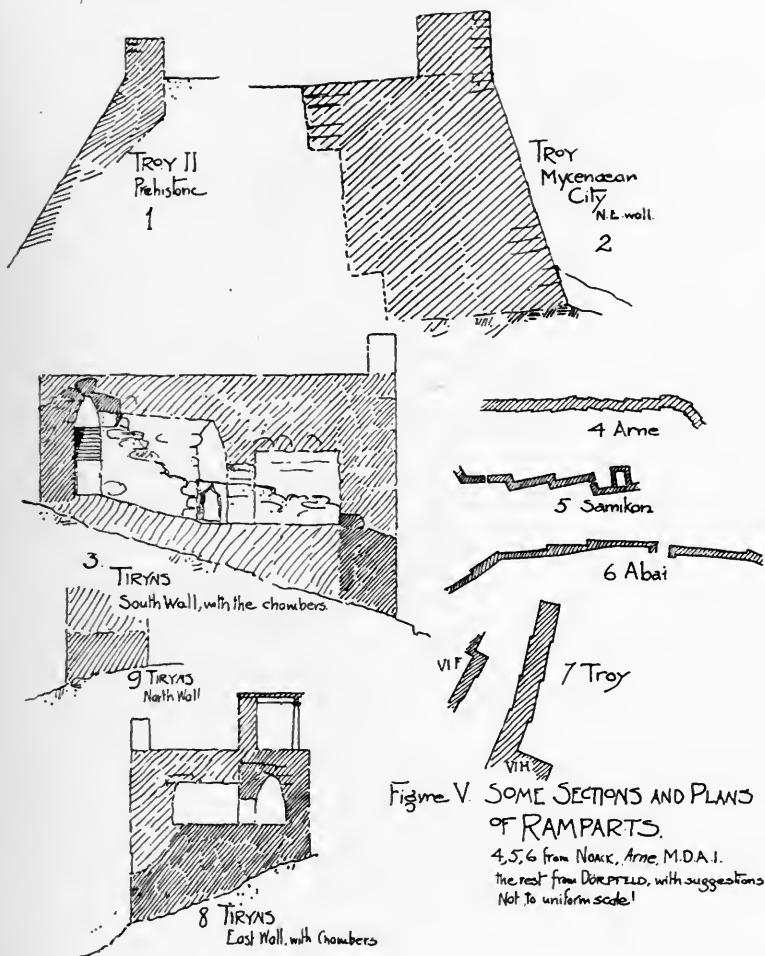 TROY II
Prehistoric
1
TROY
Mycenæan
City
N.E. wall.
2
3. TIRYNS
South Wall, with the chambers.
4 Arne
5 Samikon
6 Abai
VI F
7 Troy
VI H
9 TIRYNS
North Wall
8 TIRYNS
East Wall, with Chambers
Figure V. SOME SECTIONS AND PLANS
OF RAMPARTS.
4,5,6 from NOACK, Arne, M.D.A.I.
the rest from DÖRPFELD, with suggestions
Not to uniform scale!